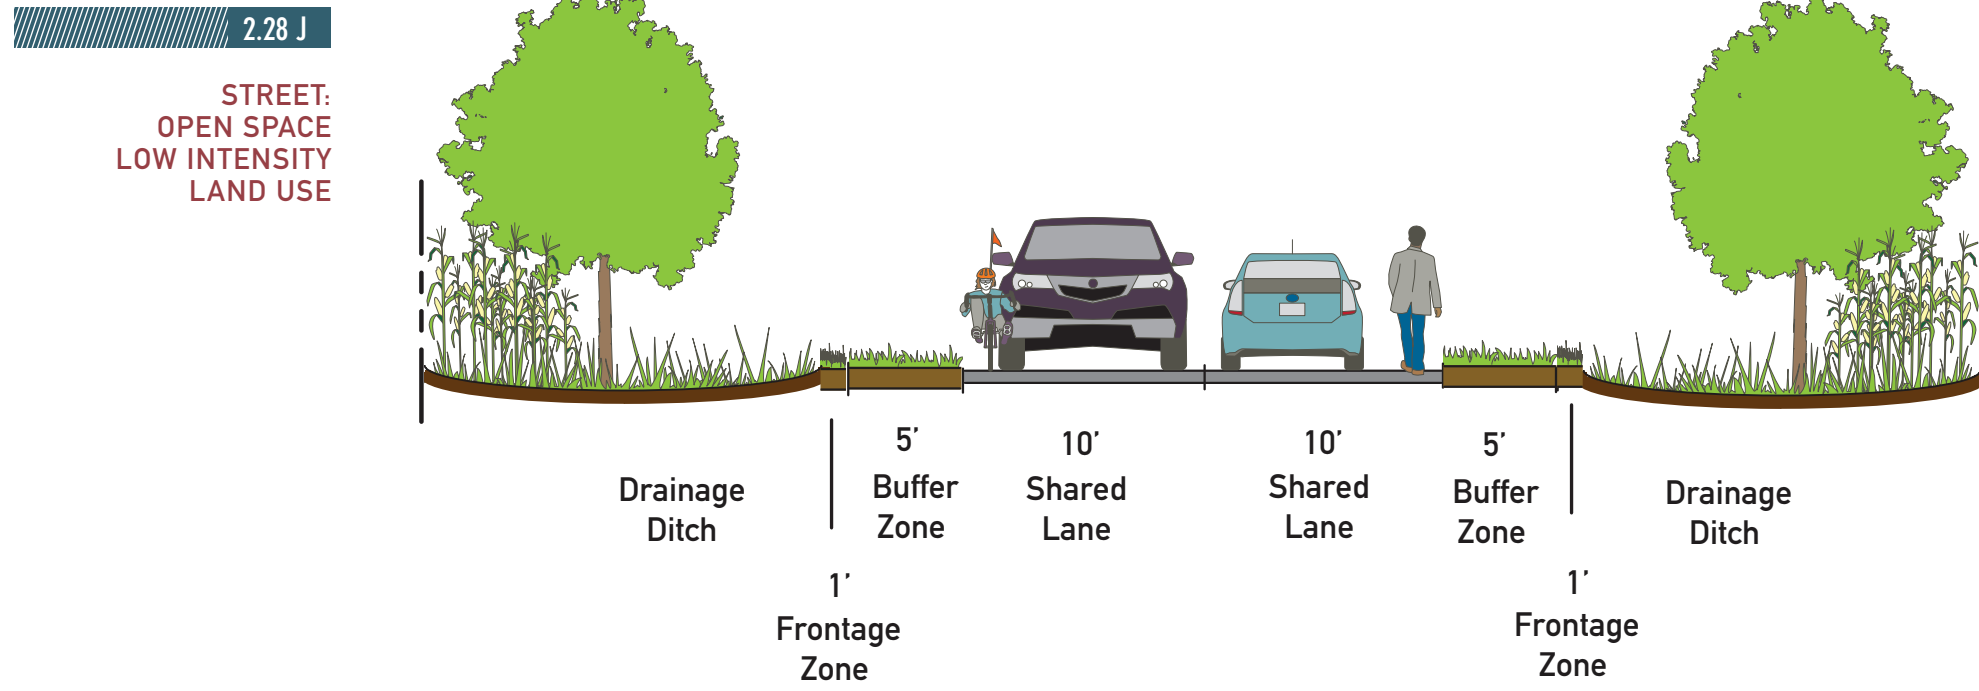 2.28 J
STREET:
OPEN SPACE
LOW INTENSITY
LAND USE
Drainage
Ditch
1’
Frontage
Zone
5’
Buffer
Zone
10’
Shared
Lane
10’
Shared
Lane
5’
Buffer
Zone
1’
Frontage
Zone
Drainage
Ditch